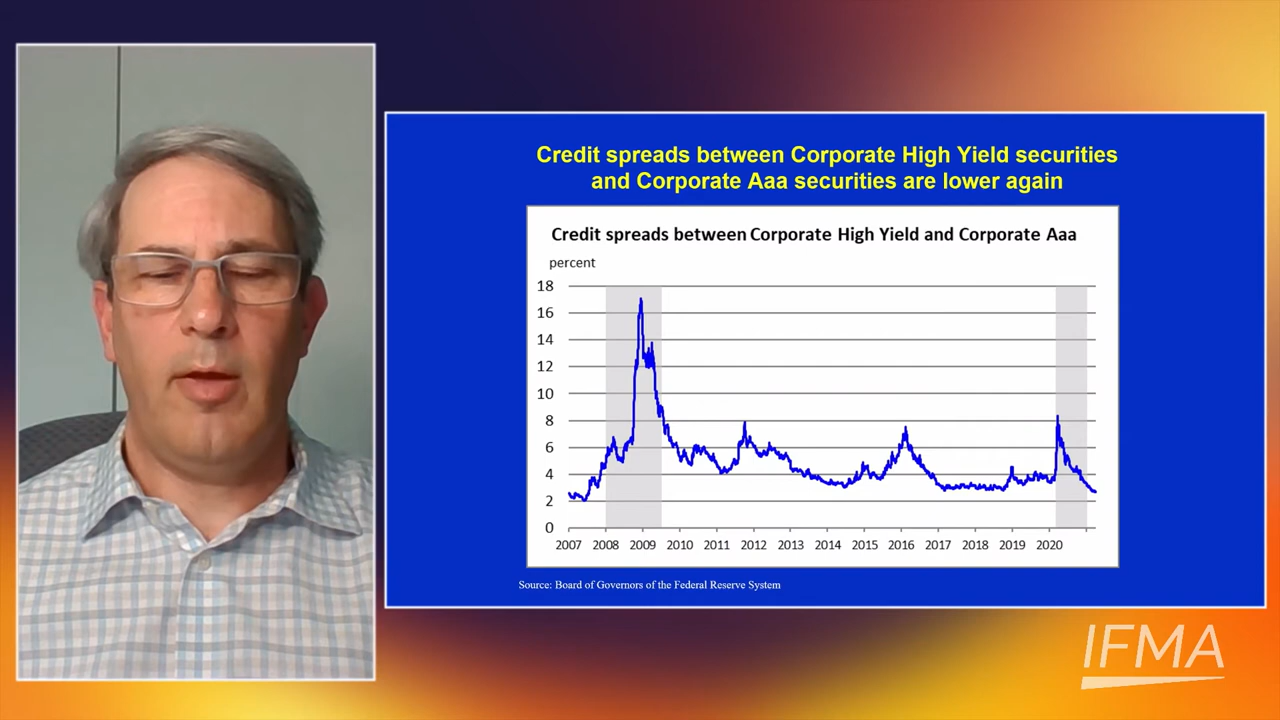 Credit spreads between Corporate High Yield securities
and Corporate Aaa securities are lower again
Credit spreads between Corporate High Yield and Corporate Aaa
percent
18
16
14
12
10
8
6
4
2
0
2007 2008 2009 2010 2011 2012 2013 2014 2015 2016 2017 2018 2019 2020
Source: Board of Governors of the Federal Reserve System
IFMA